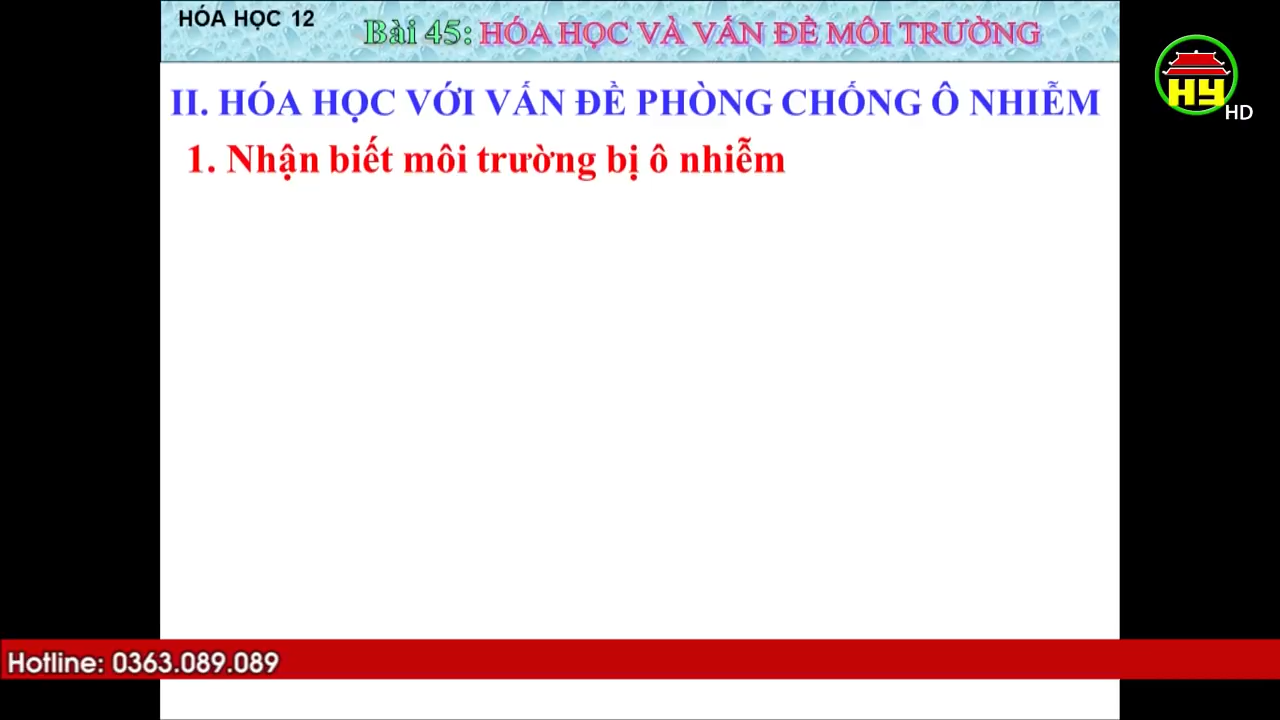 HÓA HỌC 12
Bài 45: HÓA HỌC VÀ VẤN ĐỀ MÔI TRƯỜNG
HY
HD
II. HÓA HỌC VỚI VẤN ĐỀ PHÒNG CHỐNG Ô NHIỄM
1. Nhận biết môi trường bị ô nhiễm
Hotline: 0363.089.089